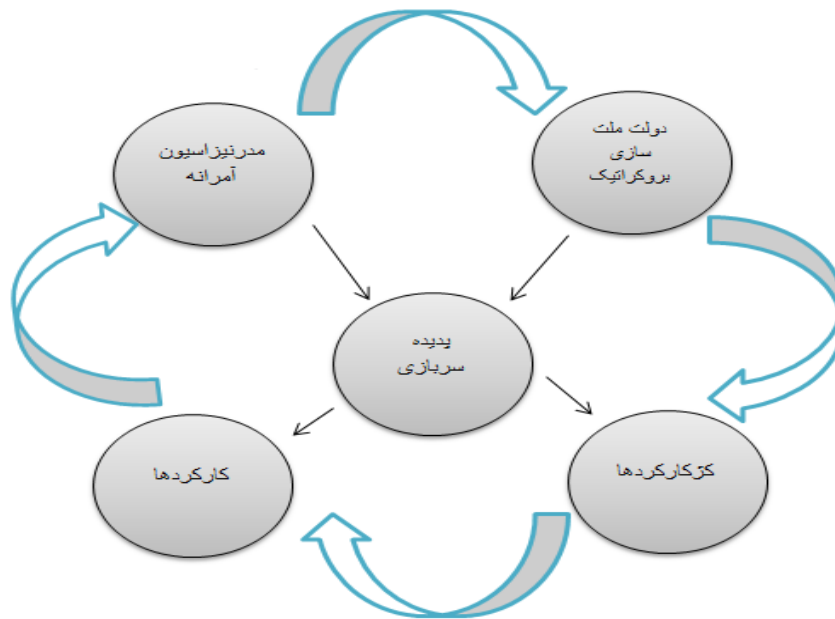 مدرنیزاسیون
آمرانه
دولت ملت
سازی
بروکراتیک
پدیده
سربازی
کارکردها
کژکارکردها